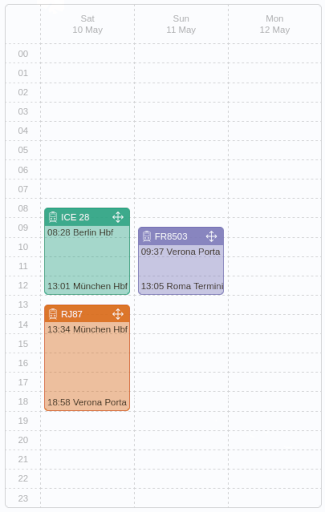 Sat
10 May
Sun
11 May
Mon
12 May
00
01
02
03
04
05
06
07
08
09
10
11
12
13
14
15
16
17
18
19
20
21
22
23
ICE 28
08:28 Berlin Hbf
13:01 München Hbf
RJ87
13:34 München Hbf
18:58 Verona Porta
FR8503
09:37 Verona Porta
13:05 Roma Termini